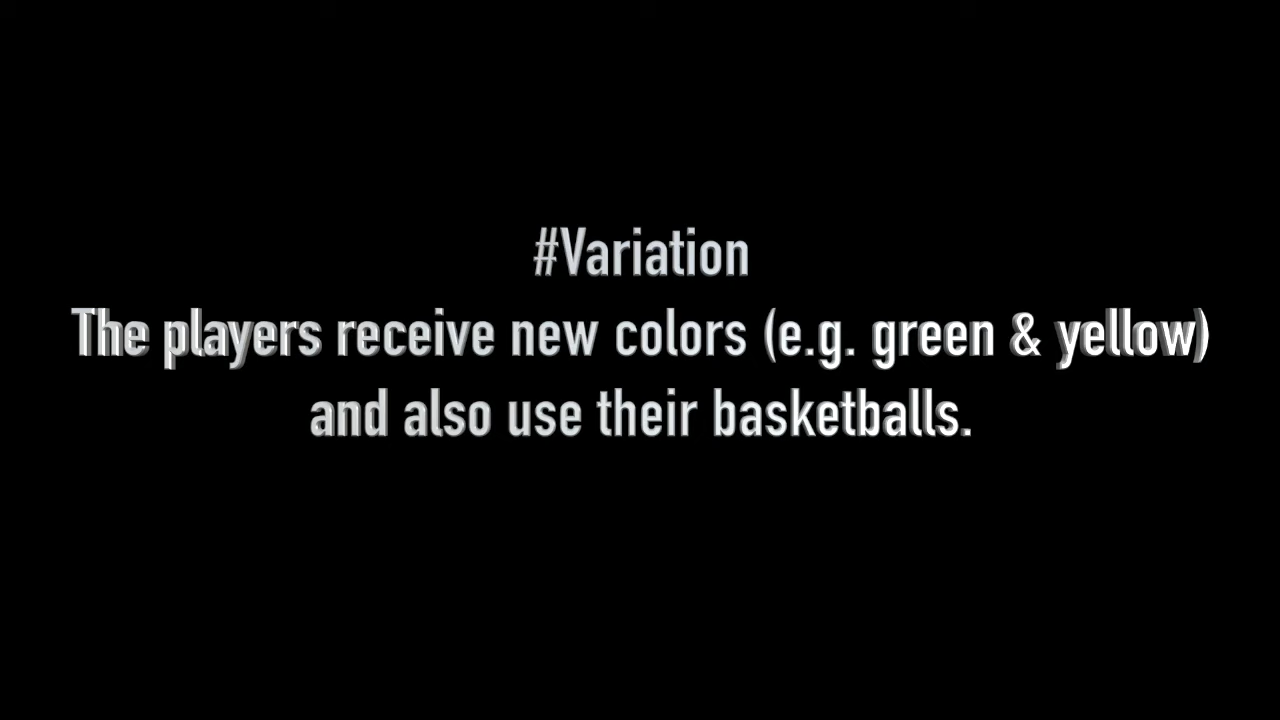 #Variation
The players receive new colors (e.g. green & yellow)
and also use their basketballs.